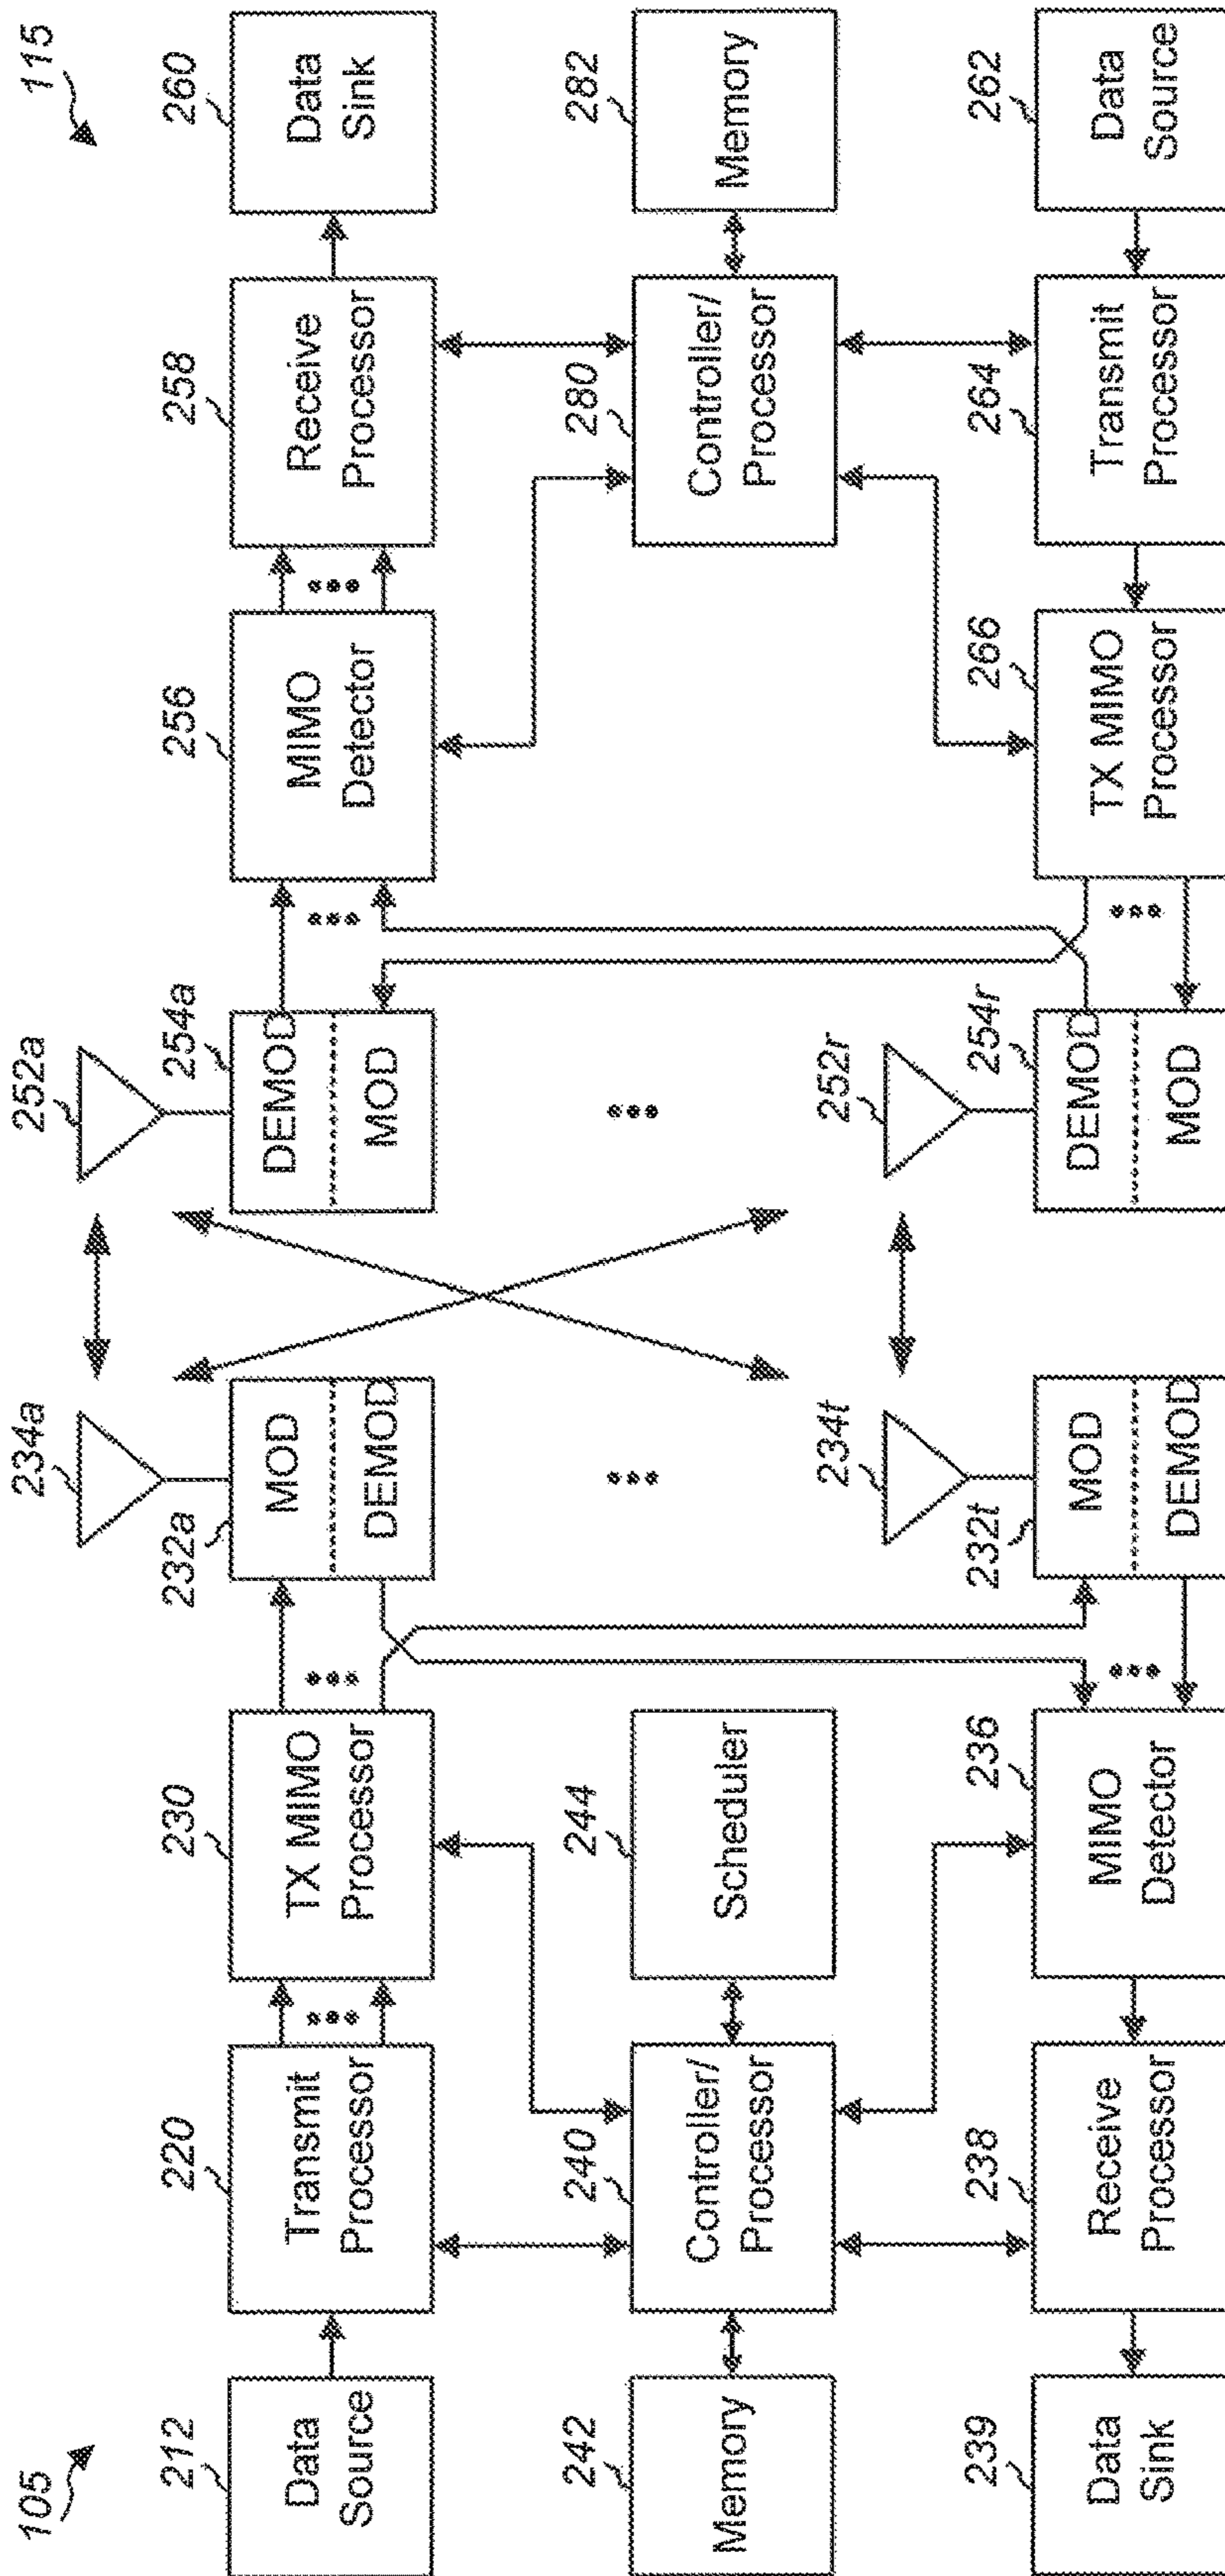 105
115
234a
252a
212
220
230
232a
254a
256
258
260
Data
Source
Transmit
Processor
TX MIMO
Processor
MOD
DEMOD
DEMOD
MOD
MIMO
Detector
Receive
Processor
Data
Sink
242
240
244
280
282
Memory
Controller/
Processor
Scheduler
Controller/
Processor
Memory
234t
252r
239
238
236
232t
254r
266
264
262
Data
Sink
Receive
Processor
MIMO
Detector
MOD
DEMOD
DEMOD
MOD
TX MIMO
Processor
Transmit
Processor
Data
Source